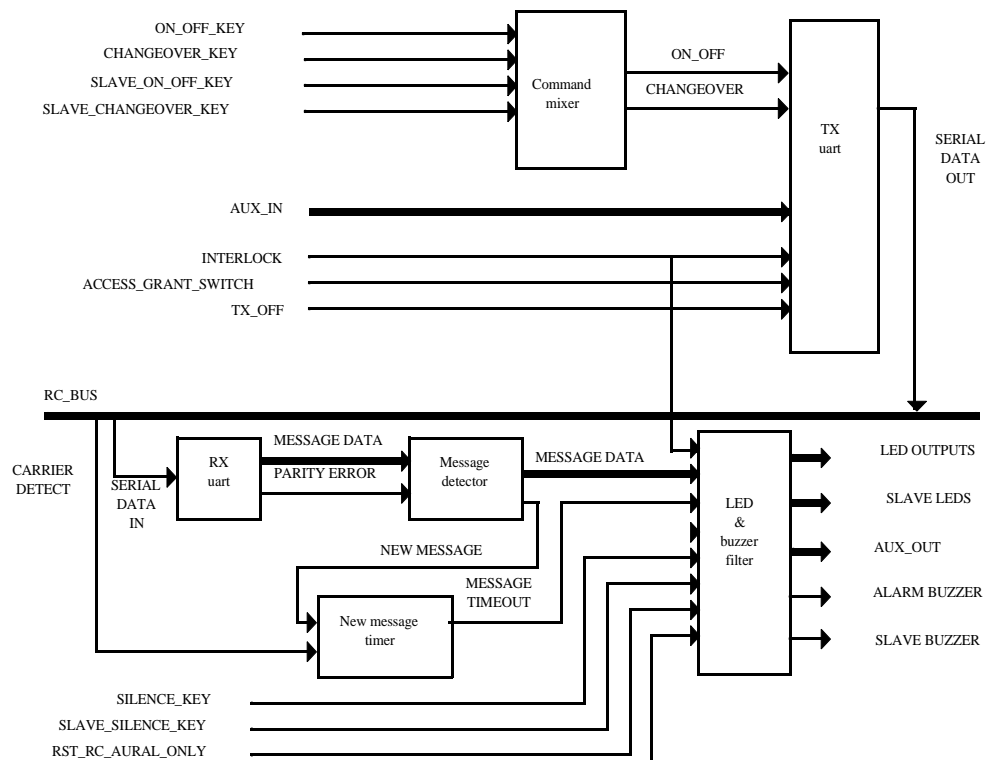 ON_OFF_KEY
CHANGEOVER_KEY
SLAVE_ON_OFF_KEY
SLAVE_CHANGEOVER_KEY
Command
mixer
ON_OFF
CHANGEOVER
TX
uart
SERIAL
DATA
OUT
AUX_IN
INTERLOCK
ACCESS_GRANT_SWITCH
TX_OFF
RC_BUS
CARRIER
DETECT
SERIAL
DATA
IN
RX
uart
MESSAGE DATA
PARITY ERROR
Message
detector
MESSAGE DATA
NEW MESSAGE
MESSAGE
TIMEOUT
New message
timer
LED
&
buzzer
filter
LED OUTPUTS
SLAVE LEDS
AUX_OUT
ALARM BUZZER
SLAVE BUZZER
SILENCE_KEY
SLAVE_SILENCE_KEY
RST_RC_AURAL_ONLY